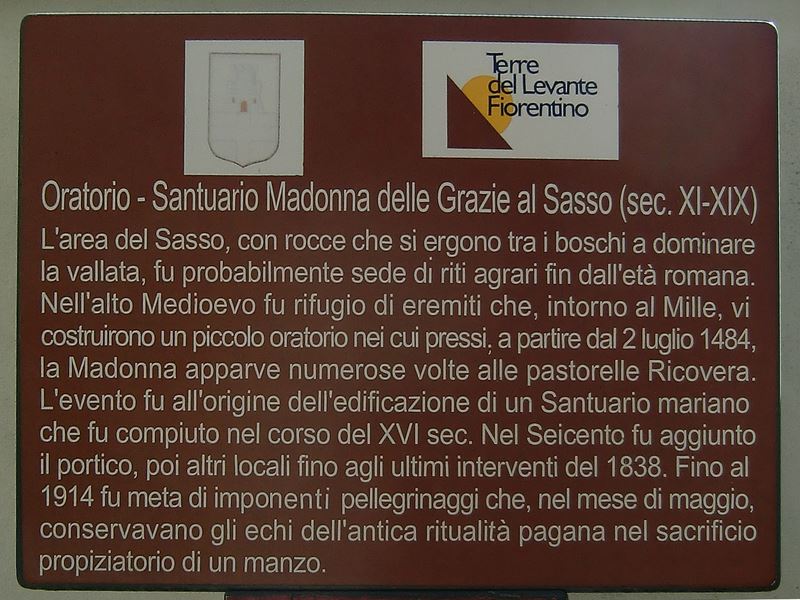 Terre
del Levante
Fiorentino
Oratorio - Santuario Madonna delle Grazie al Sasso (sec. XI-XIX)
L'area del Sasso, con rocce che si ergono tra i boschi a dominare
la vallata, fu probabilmente sede di riti agrari fin dall'età romana.
Nell'alto Medioevo fu rifugio di eremiti che, intorno al Mille, vi
costruirono un piccolo oratorio nei cui pressi, a partire dal 2 luglio 1484,
la Madonna apparve numerose volte alle pastorelle Ricovera.
L'evento fu all'origine dell'edificazione di un Santuario mariano
che fu compiuto nel corso del XVI sec. Nel Seicento fu aggiunto
il portico, poi altri locali fino agli ultimi interventi del 1838. Fino al
1914 fu meta di imponenti pellegrinaggi che, nel mese di maggio,
conservavano gli echi dell'antica ritualità pagana nel sacrificio
propiziatorio di un manzo.